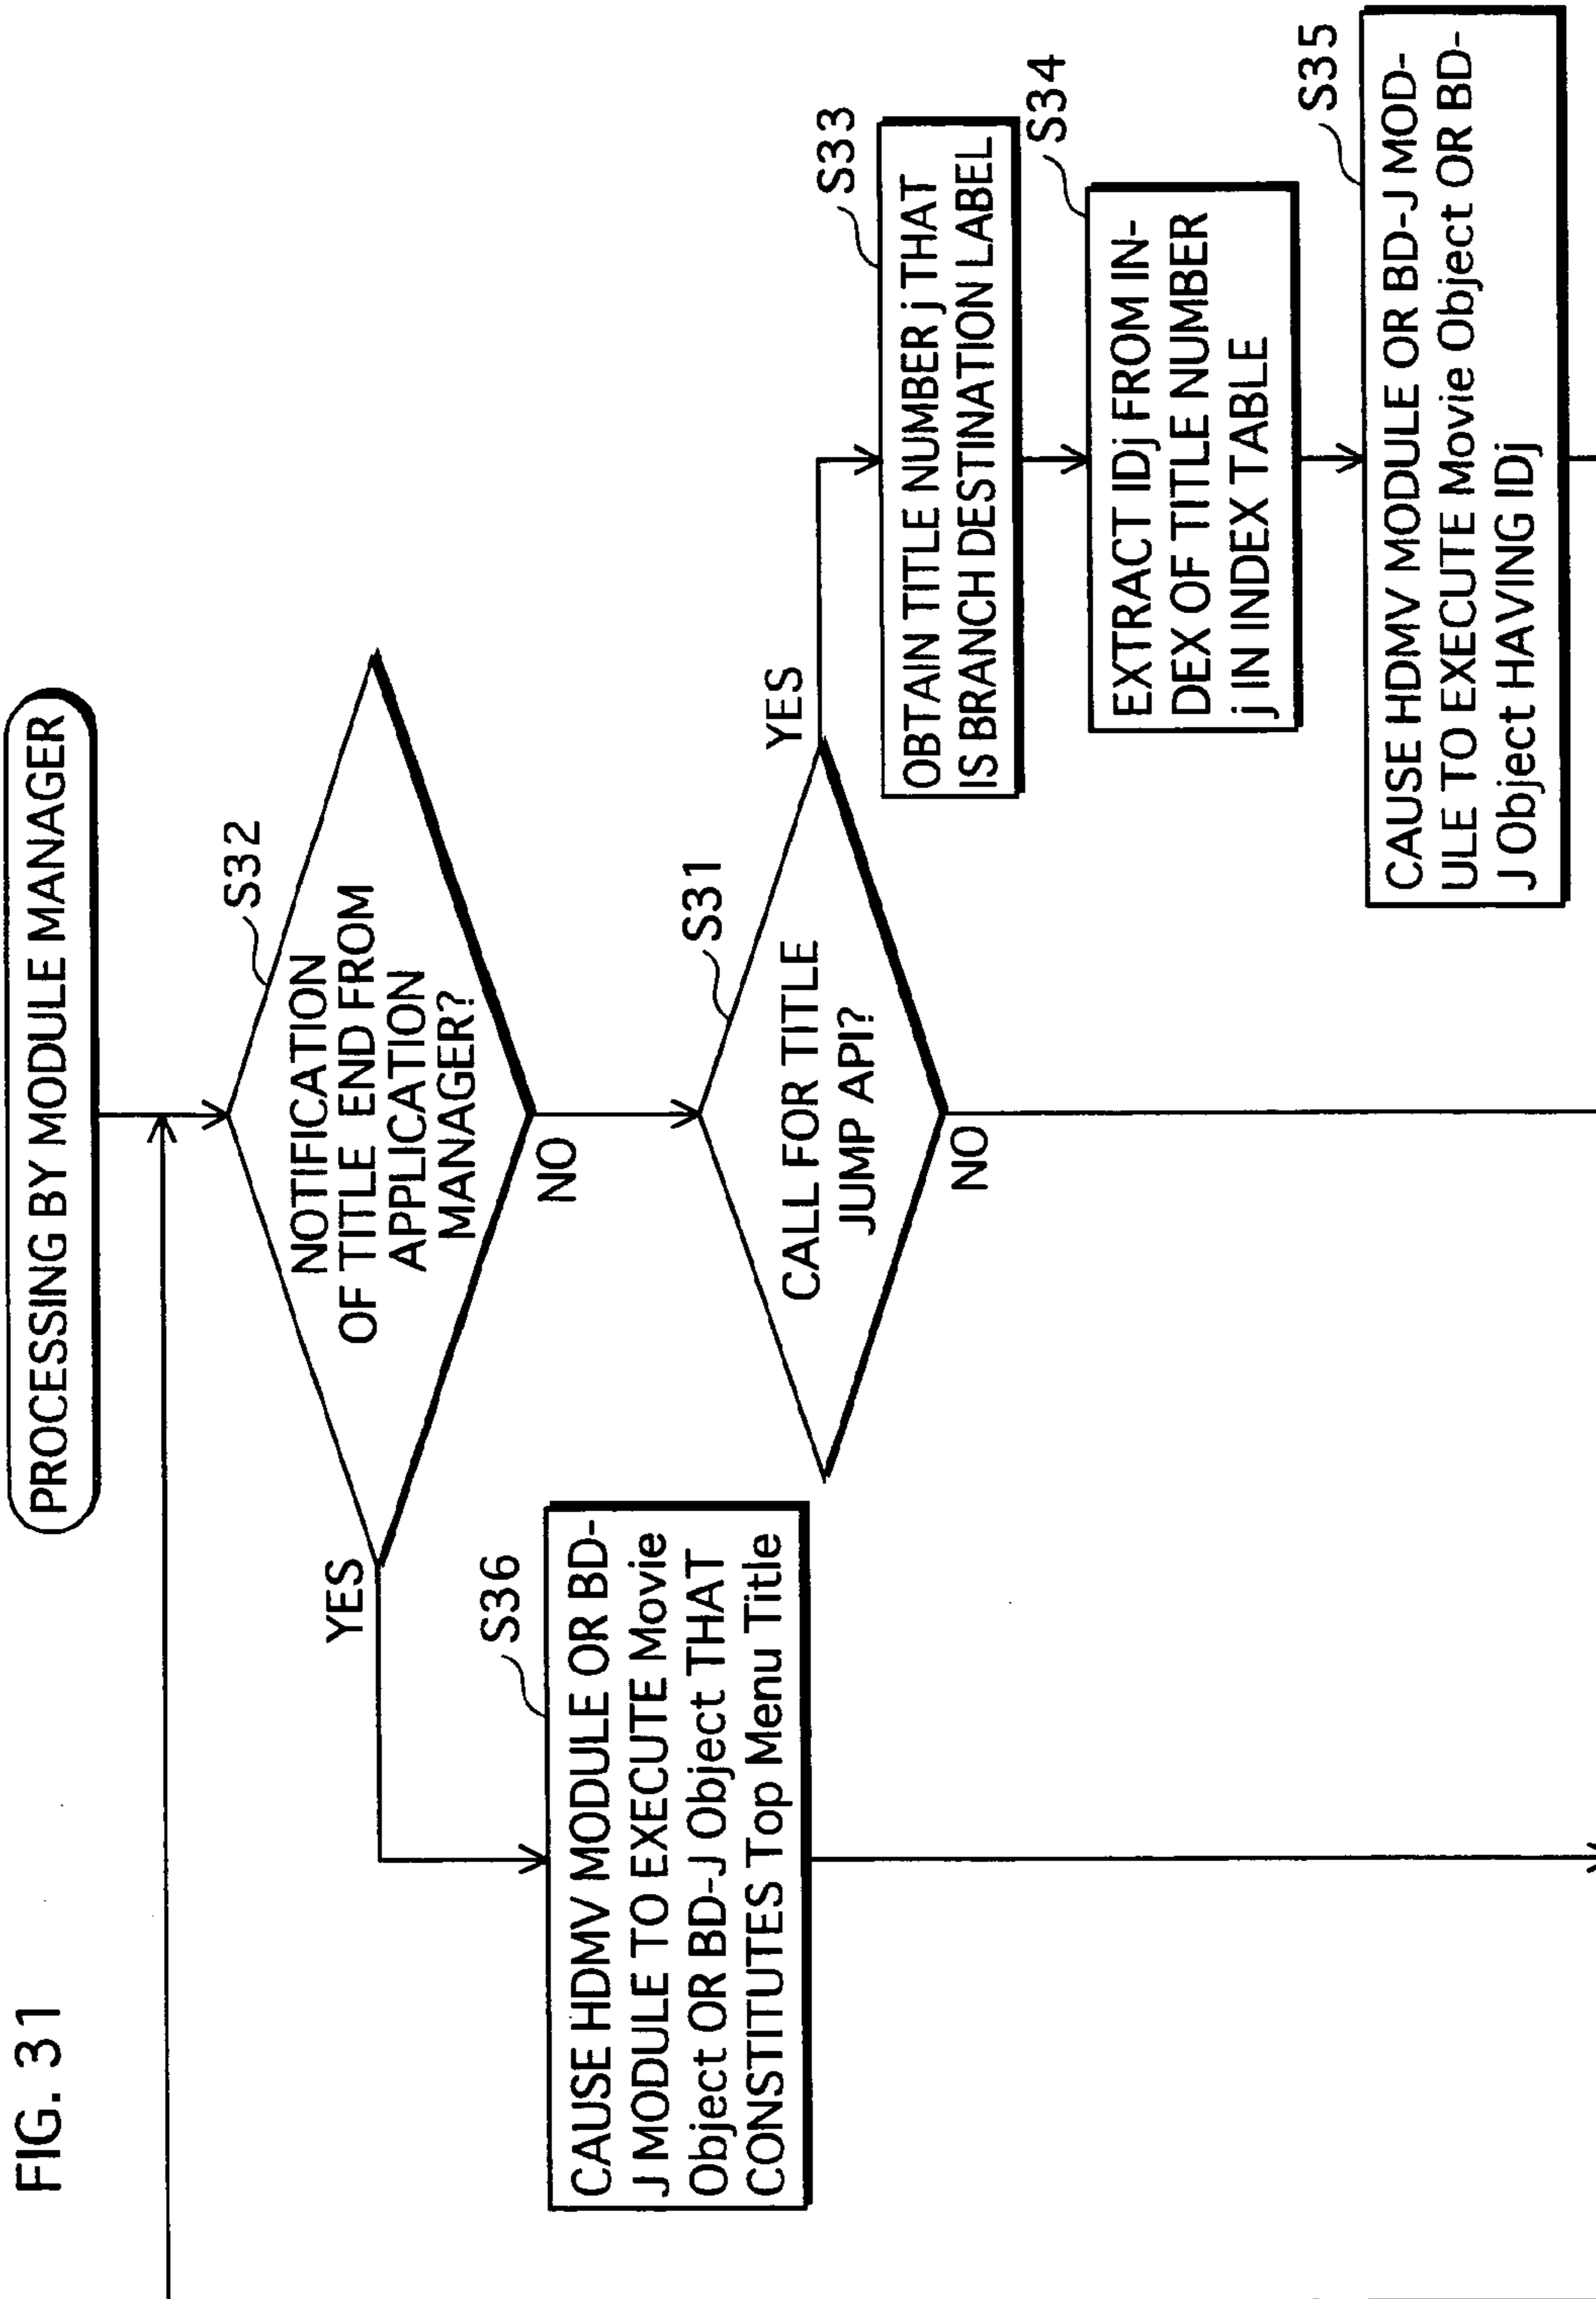 FIG. 31
PROCESSING BY MODULE MANAGER
S32
NOTIFICATION
OF TITLE END FROM
APPLICATION
MANAGER?
YES
NO
S36
CAUSE HDMV MODULE OR BD-
J MODULE TO EXECUTE Movie
Object OR BD-J Object THAT
CONSTITUTES Top Menu Title
S31
CALL FOR TITLE
JUMP API?
YES
NO
S33
OBTAIN TITLE NUMBER j THAT
IS BRANCH DESTINATION LABEL
S34
EXTRACT IDj FROM IN-
DEX OF TITLE NUMBER
j IN INDEX TABLE
S35
CAUSE HDMV MODULE OR BD-J MOD-
ULE TO EXECUTE Movie Object OR BD-
J Object HAVING IDj